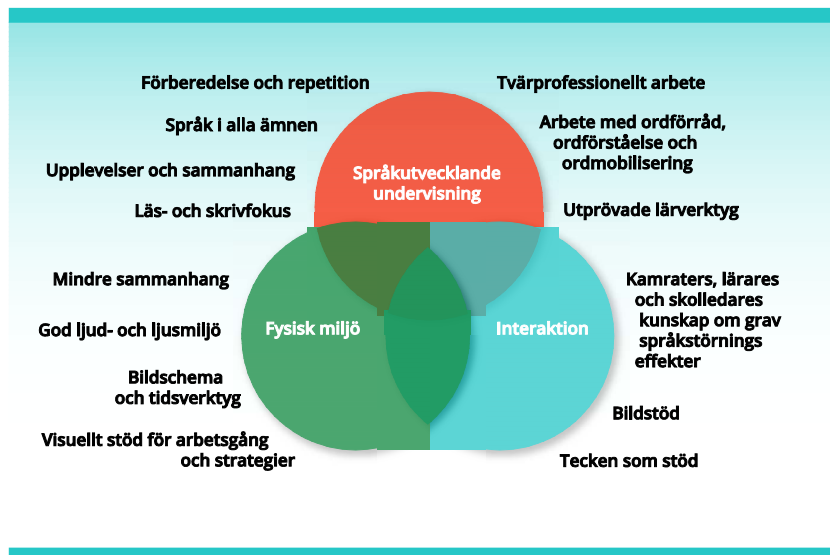 Förberedelse och repetition
Tvärprofessionellt arbete
Språk i alla ämnen
Arbete med ordförråd,
ordförståelse och
ordmobilisering
Upplevelser och sammanhang
Språkutvecklande
undervisning
Läs- och skrivfokus
Utprövade lärverktyg
Mindre sammanhang
God ljud- och ljusmiljö
Bildschema
och tidsverktyg
Visuellt stöd för arbetsgång
och strategier
Fysisk miljö
Interaktion
Kamraters, lärares
och skolledares
kunskap om grav
språkstörnings
effekter
Bildstöd
Tecken som stöd